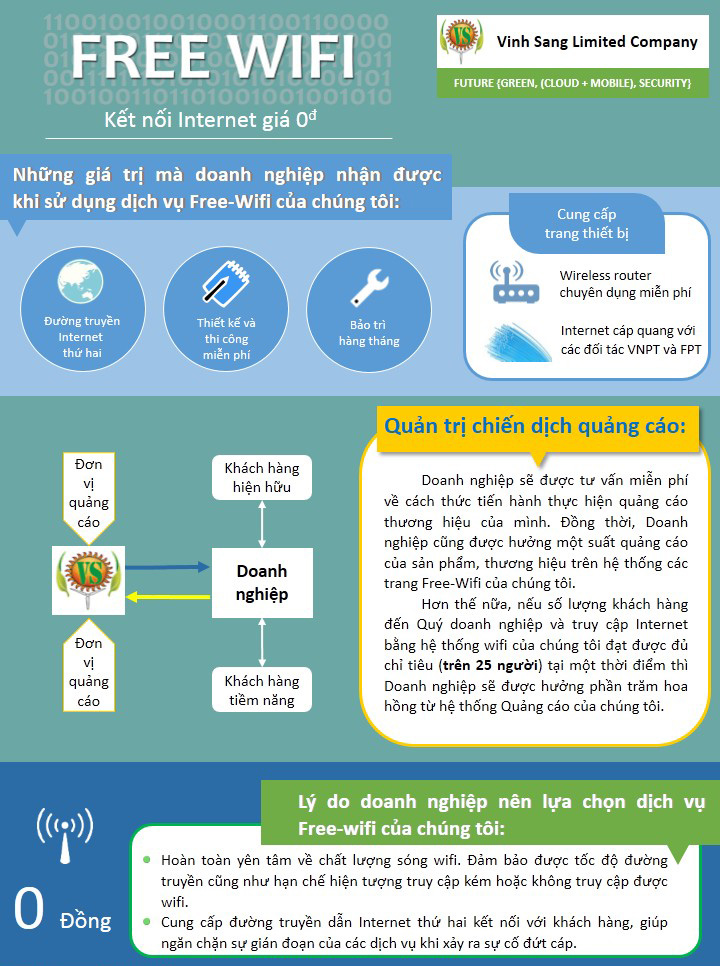 FREE WIFI
Kết nối Internet giá 0đ
VS
Vinh Sang Limited Company
FUTURE {GREEN, (CLOUD + MOBILE), SECURITY}
Những giá trị mà doanh nghiệp nhận được
khi sử dụng dịch vụ Free-Wifi của chúng tôi:
Đường truyền
Internet
thứ hai
Thiết kế và
thi công
miễn phí
Bảo trì
hàng tháng
Cung cấp
trang thiết bị
Wireless router
chuyên dụng miễn phí
Internet cáp quang với
các đối tác VNPT và FPT
Đơn
vị
quảng
cáo
Khách hàng
hiện hữu
VS
Doanh
nghiệp
Đơn
vị
quảng
cáo
Khách hàng
tiềm năng
Quản trị chiến dịch quảng cáo:
Doanh nghiệp sẽ được tư vấn miễn phí
về cách thức tiến hành thực hiện quảng cáo
thương hiệu của mình. Đồng thời, Doanh
nghiệp cũng được hưởng một suất quảng cáo
của sản phẩm, thương hiệu trên hệ thống các
trang Free-Wifi của chúng tôi.
Hơn thế nữa, nếu số lượng khách hàng
đến Quý doanh nghiệp và truy cập Internet
bằng hệ thống wifi của chúng tôi đạt được đủ
chỉ tiêu (trên 25 người) tại một thời điểm thì
Doanh nghiệp sẽ được hưởng phần trăm hoa
hồng từ hệ thống Quảng cáo của chúng tôi.
0 Đồng
Lý do doanh nghiệp nên lựa chọn dịch vụ
Free-wifi của chúng tôi:
Hoàn toàn yên tâm về chất lượng sóng wifi. Đảm bảo được tốc độ đường
truyền cũng như hạn chế hiện tượng truy cập kém hoặc không truy cập được
wifi.
Cung cấp đường truyền dẫn Internet thứ hai kết nối với khách hàng, giúp
ngăn chặn sự gián đoạn của các dịch vụ khi xảy ra sự cố đứt cáp.